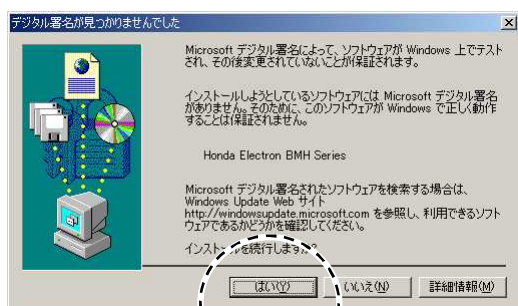 デジタル署名が見つかりませんでした
Microsoft デジタル署名によって、ソフトウェアが Windows 上でテスト
され、その後変更されていないことが保証されます。
インストールしようとしているソフトウェアには Microsoft デジタル署名
がありません。そのために、このソフトウェアが Windows で正しく動作
することは保証されません。
Honda Electron BMH Series
Microsoft デジタル署名されたソフトウェアを検索する場合は、
Windows Update Web サイト
http://windowsupdate.microsoft.com を参照し、利用できるソフト
ウェアであるかどうかを確認してください。
インストールを続行しますか?
はい(Y) いいえ(N) 詳細情報(M)